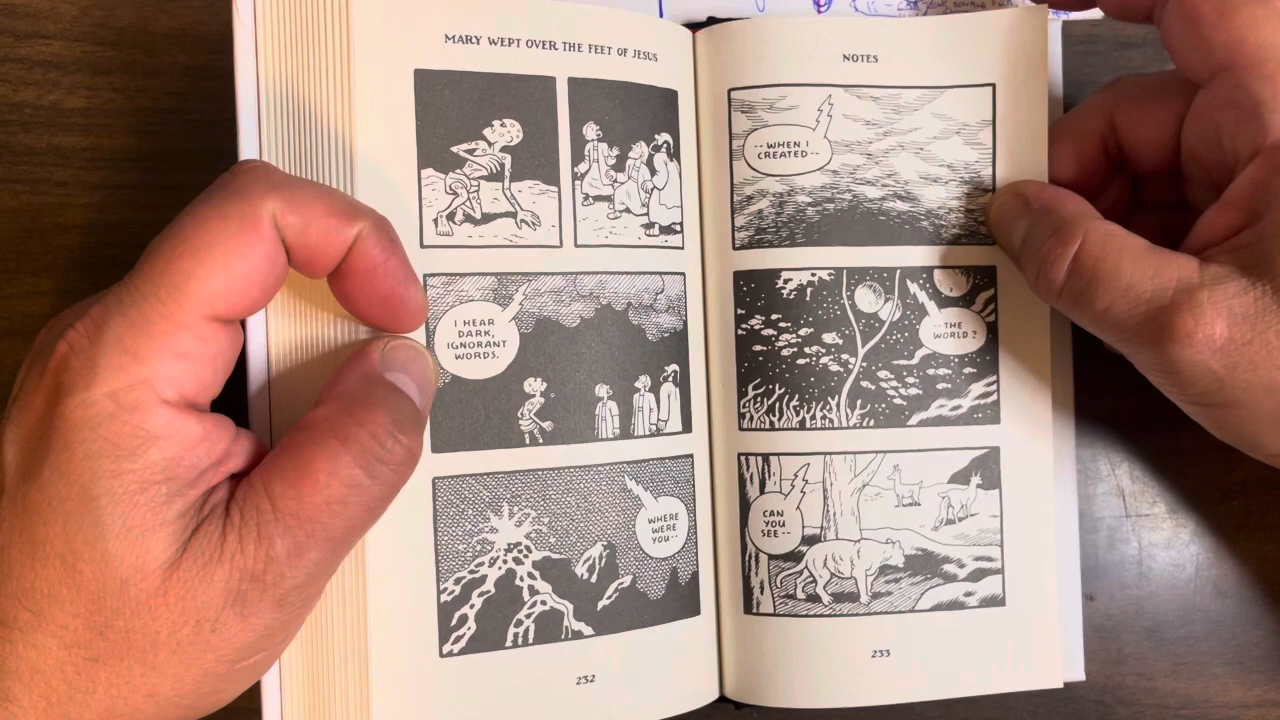 MARY WEPT OVER THE FEET OF JESUS
I HEAR
DARK,
IGNORANT
WORDS.
WHERE
WERE
YOU--
232
NOTES
-- WHEN I
CREATED--
-- THE
WORLD?
CAN
YOU
SEE--
233